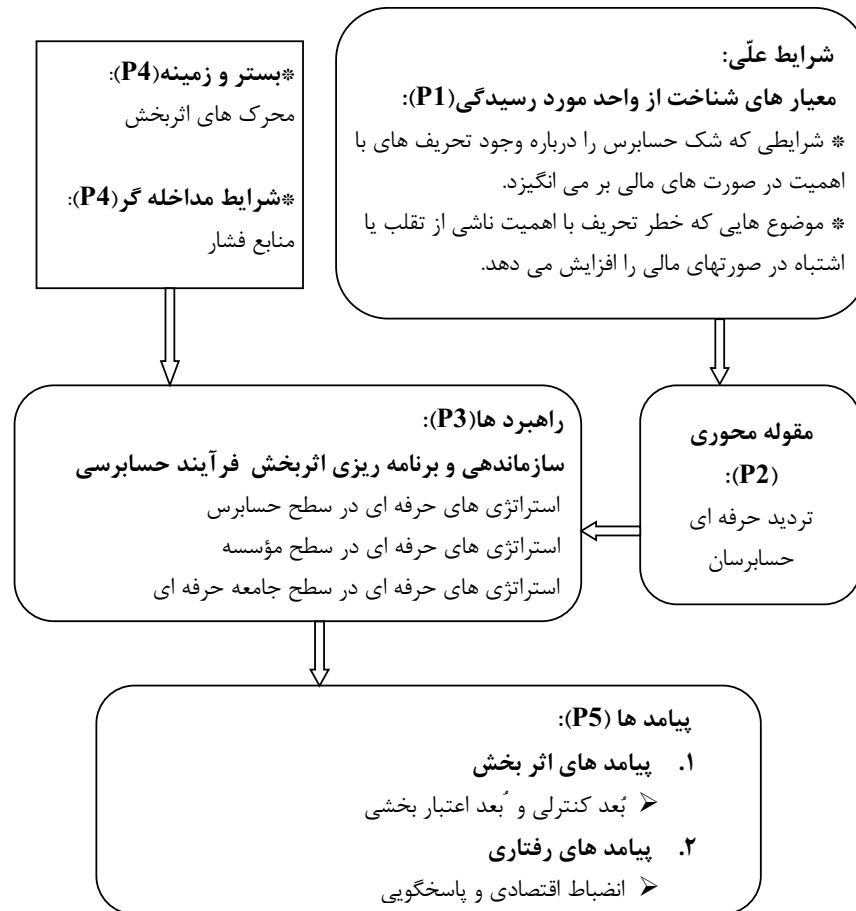 شرایط علّی:
معیار های شناخت از واحد مورد رسیدگی(P1):
* شرایطی که شک حسابرس را درباره وجود تحریف های با
اهمیت در صورت های مالی بر می انگیزد.
* موضوع هایی که خطر تحریف با اهمیت ناشی از تقلب یا
اشتباه در صورتهای مالی را افزایش می دهد.
*بستر و زمینه(P4):
محرک های اثربخش
*شرایط مداخله گر(P4):
منابع فشار
مقوله محوری
(P2):
تردید حرفه ای
حسابرسان
راهبرد ها(P3):
سازماندهی و برنامه ریزی اثربخش فرآیند حسابرسی
استراتژی های حرفه ای در سطح حسابرس
استراتژی های حرفه ای در سطح مؤسسه
استراتژی های حرفه ای در سطح جامعه حرفه ای
پیامد ها (P5):
۱. پیامد های اثر بخش
➢ بُعد کنترلی و بُعد اعتبار بخشی
۲. پیامد های رفتاری
➢ انضباط اقتصادی و پاسخگویی